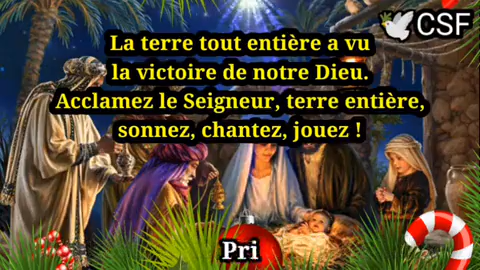 CSF
La terre tout entière a vu
la victoire de notre Dieu.
Acclamez le Seigneur, terre entière,
sonnez, chantez, jouez !
Pri